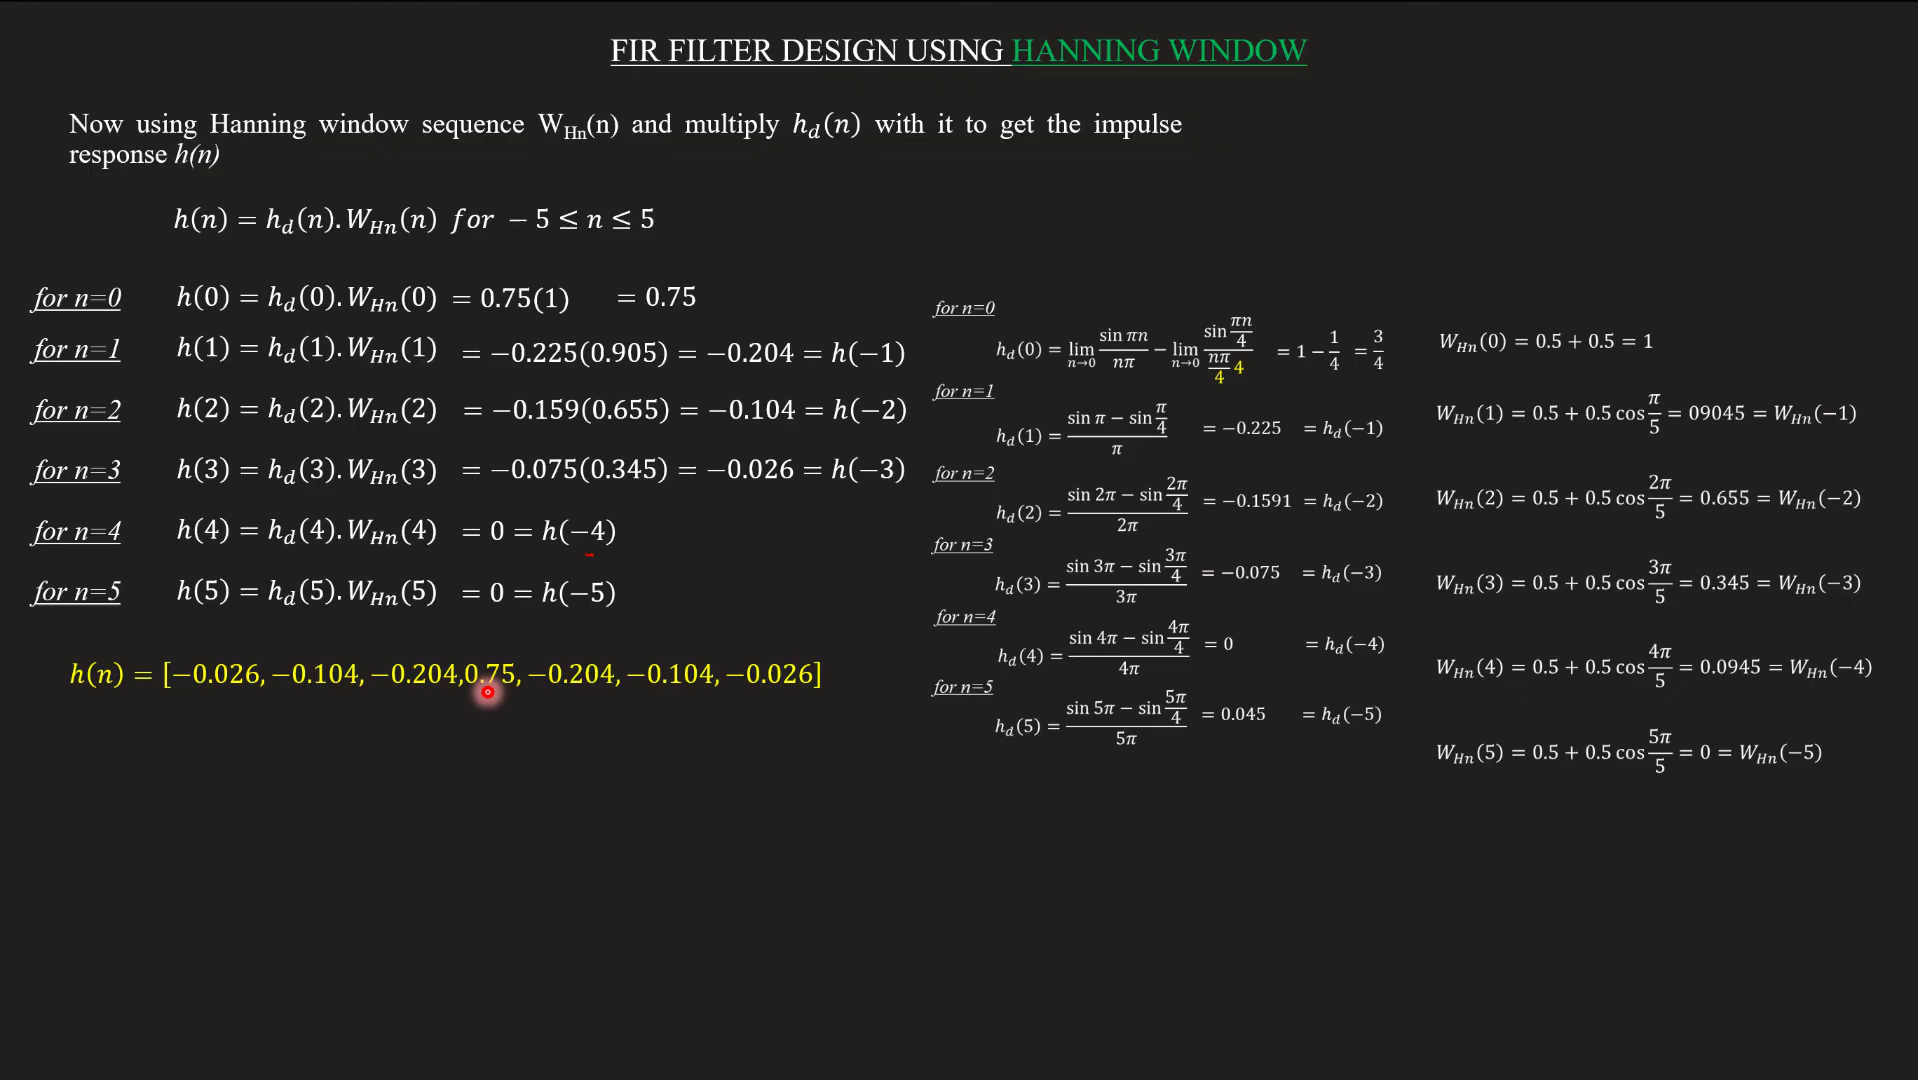 FIR FILTER DESIGN USING HANNING WINDOW
Now using Hanning window sequence W_Hn(n) and multiply h_d(n) with it to get the impulse
response h(n)
h(n) = h_d(n).W_Hn(n) for − 5 ≤ n ≤ 5
for n=0 h(0) = h_d(0).W_Hn(0) = 0.75(1) = 0.75
for n=1 h(1) = h_d(1).W_Hn(1) = −0.225(0.905) = −0.204 = h(−1)
for n=2 h(2) = h_d(2).W_Hn(2) = −0.159(0.655) = −0.104 = h(−2)
for n=3 h(3) = h_d(3).W_Hn(3) = −0.075(0.345) = −0.026 = h(−3)
for n=4 h(4) = h_d(4).W_Hn(4) = 0 = h(−4)
for n=5 h(5) = h_d(5).W_Hn(5) = 0 = h(−5)
h(n) = [−0.026, −0.104, −0.204,0.75, −0.204, −0.104, −0.026]
for n=0
h_d(0) = lim_{n→0} (sin πn)/(nπ) − lim_{n→0} (sin πn/4)/(nπ/4 4) = 1 − 1/4 = 3/4
for n=1
h_d(1) = (sin π − sin π/4)/π = −0.225 = h_d(−1)
for n=2
h_d(2) = (sin 2π − sin 2π/4)/2π = −0.1591 = h_d(−2)
for n=3
h_d(3) = (sin 3π − sin 3π/4)/3π = −0.075 = h_d(−3)
for n=4
h_d(4) = (sin 4π − sin 4π/4)/4π = 0 = h_d(−4)
for n=5
h_d(5) = (sin 5π − sin 5π/4)/5π = 0.045 = h_d(−5)
W_Hn(0) = 0.5 + 0.5 = 1
W_Hn(1) = 0.5 + 0.5 cos π/5 = 09045 = W_Hn(−1)
W_Hn(2) = 0.5 + 0.5 cos 2π/5 = 0.655 = W_Hn(−2)
W_Hn(3) = 0.5 + 0.5 cos 3π/5 = 0.345 = W_Hn(−3)
W_Hn(4) = 0.5 + 0.5 cos 4π/5 = 0.0945 = W_Hn(−4)
W_Hn(5) = 0.5 + 0.5 cos 5π/5 = 0 = W_Hn(−5)